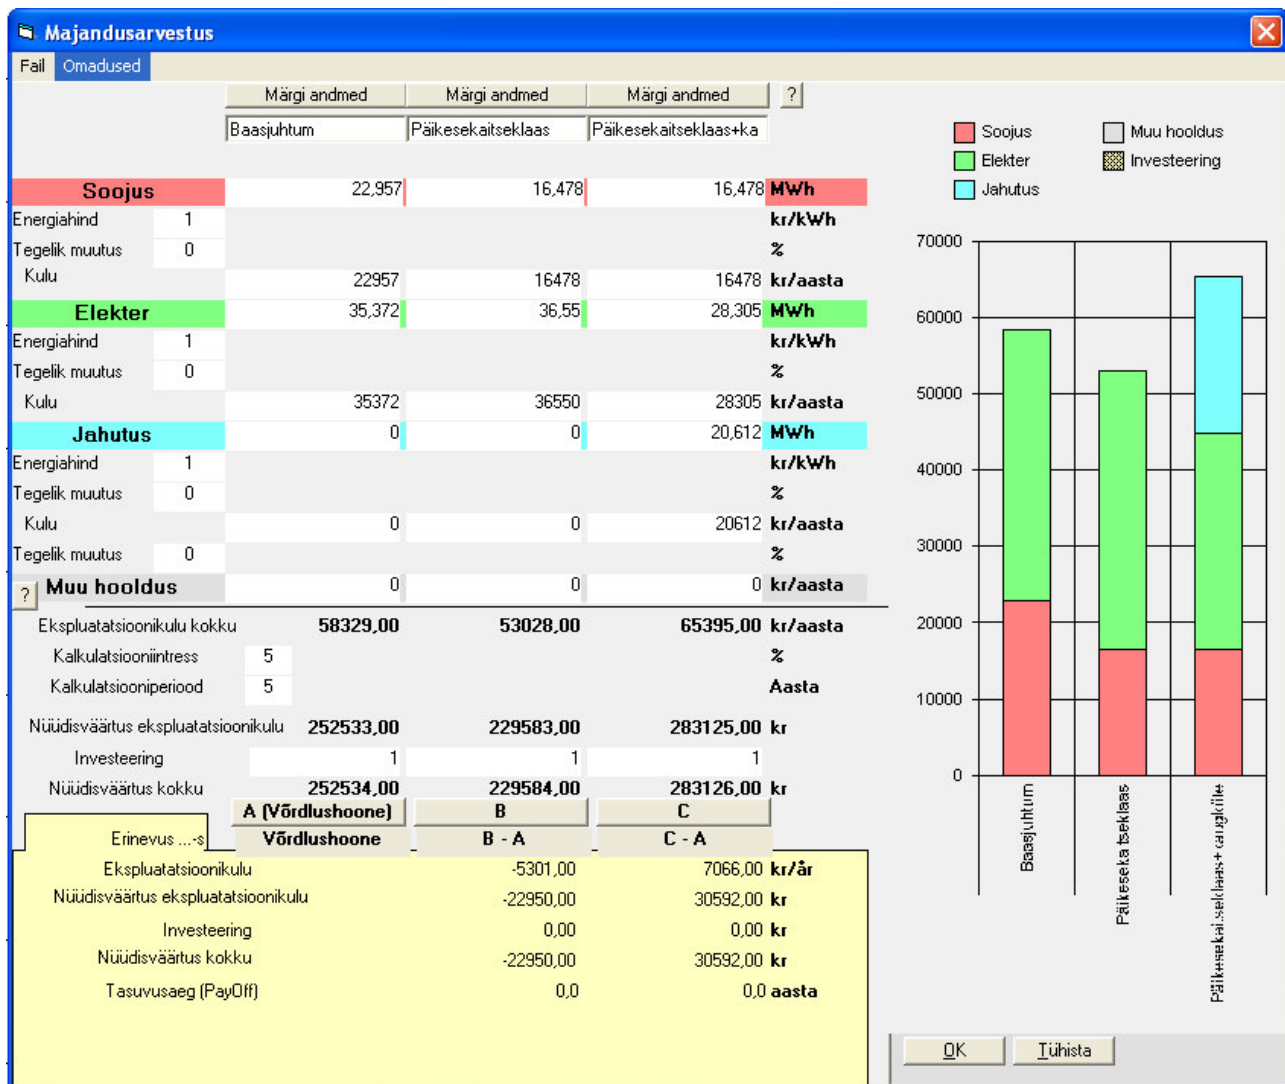 Majandusarvestus
Fail Omadused
Märgi andmed Märgi andmed Märgi andmed ?
Baasjuhtum Päikesekaitseklaas Päikesekaitseklaas+ka
Soojus 22,957 16,478 16,478 MWh
Energiahind 1 kr/kWh
Tegelik muutus 0 %
Kulu 22957 16478 16478 kr/aasta
Elekter 35,372 36,55 28,305 MWh
Energiahind 1 kr/kWh
Tegelik muutus 0 %
Kulu 35372 36550 28305 kr/aasta
Jahutus 0 0 20,612 MWh
Energiahind 1 kr/kWh
Tegelik muutus 0 %
Kulu 0 0 20612 kr/aasta
Tegelik muutus 0 %
? Muu hooldus 0 0 0 kr/aasta
Ekspluatatsioonikulu kokku 58329,00 53028,00 65395,00 kr/aasta
Kalkulatsiooniintress 5 %
Kalkulatsiooniperiood 5 Aasta
Nüüdisväärtus ekspluatatsioonikulu 252533,00 229583,00 283125,00 kr
Investeering 1 1 1
Nüüdisväärtus kokku 252534,00 229584,00 283126,00 kr
A (Võrdlushoone) B C
Erinevus ...-s Võrdlushoone B - A C - A
Ekspluatatsioonikulu -5301,00 7066,00 kr/år
Nüüdisväärtus ekspluatatsioonikulu -22950,00 30592,00 kr
Investeering 0,00 0,00 kr
Nüüdisväärtus kokku -22950,00 30592,00 kr
Tasuvusaeg (PayOff) 0,0 0,0 aasta
Soojus Muu hooldus
Elekter Investeering
Jahutus
70000
60000
50000
40000
30000
20000
10000
0
Baasjuhtum
Päikeseka tseklaas
OK Tühista